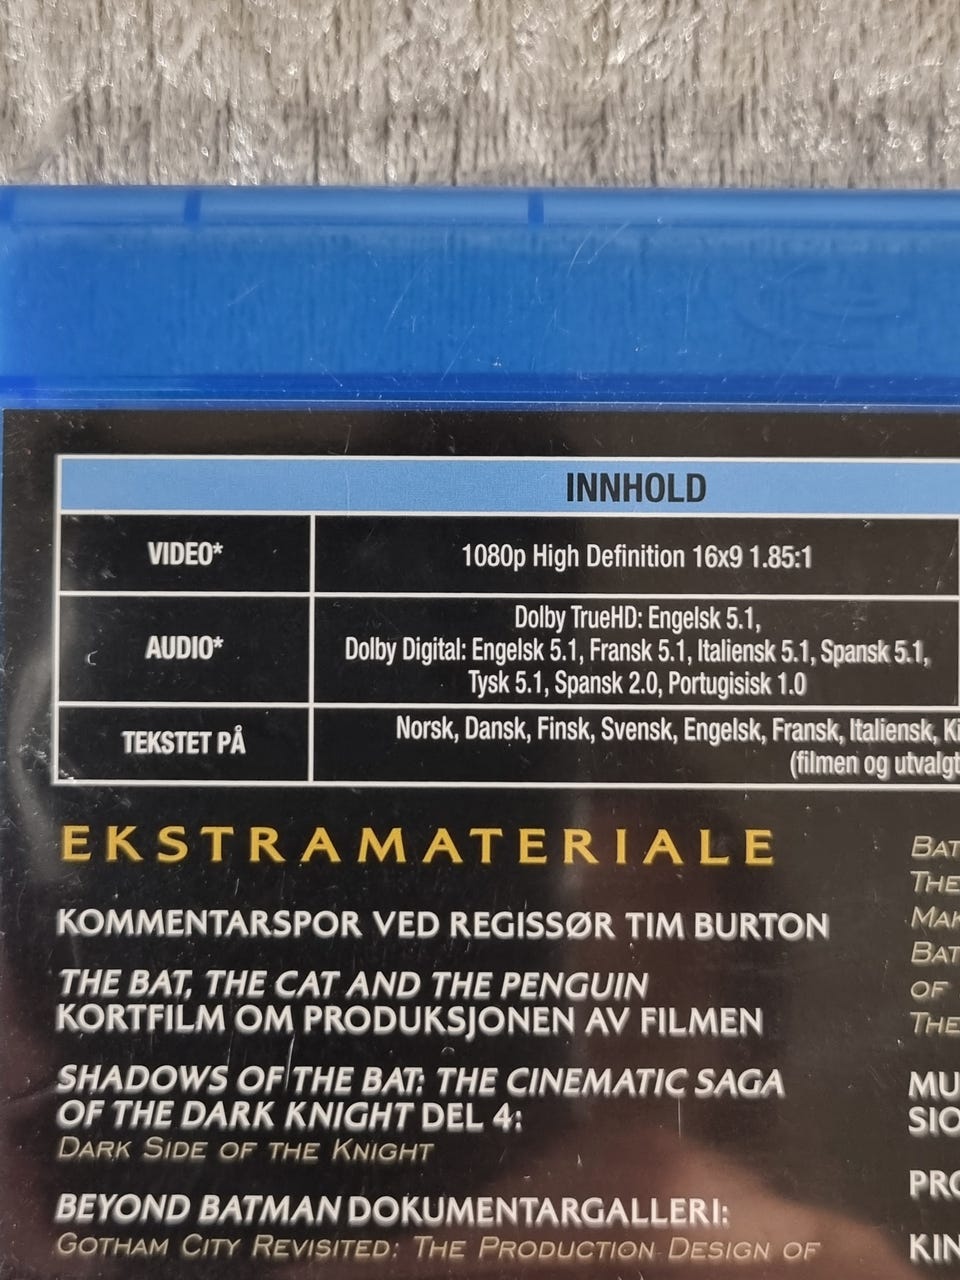 INNHOLD
VIDEO*
1080p High Definition 16x9 1.85:1
AUDIO*
Dolby TrueHD: Engelsk 5.1,
Dolby Digital: Engelsk 5.1, Fransk 5.1, Italiensk 5.1, Spansk 5.1,
Tysk 5.1, Spansk 2.0, Portugisisk 1.0
TEKSTET PÅ
Norsk, Dansk, Finsk, Svensk, Engelsk, Fransk, Italiensk,
(filmen og utvalgt
EKSTRAMATERIALE
KOMMENTARSPOR VED REGISSØR TIM BURTON
THE BAT, THE CAT AND THE PENGUIN
KORTFILM OM PRODUKSJONEN AV FILMEN
SHADOWS OF THE BAT: THE CINEMATIC SAGA
OF THE DARK KNIGHT DEL 4:
DARK SIDE OF THE KNIGHT
BEYOND BATMAN DOKUMENTARGALLERI:
GOTHAM CITY REVISITED: THE PRODUCTION DESIGN OF
BAT
THE
BAT
OF
THE